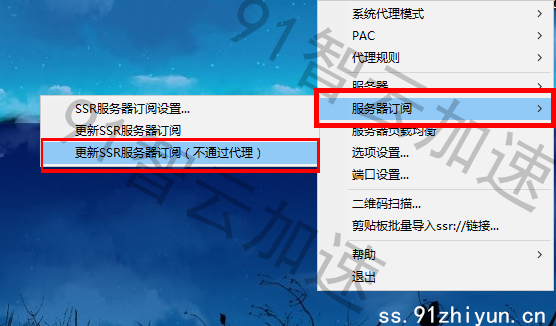 系统代理模式
PAC
代理规则
服务器
服务器订阅
服务器负载均衡
选项设置...
端口设置...
二维码扫描...
剪贴板批量导入ssr://链接...
帮助
退出
SSR服务器订阅设置...
更新SSR服务器订阅
更新SSR服务器订阅（不通过代理）
91智云加速
91智云加速
ss.91zhiyun.cn